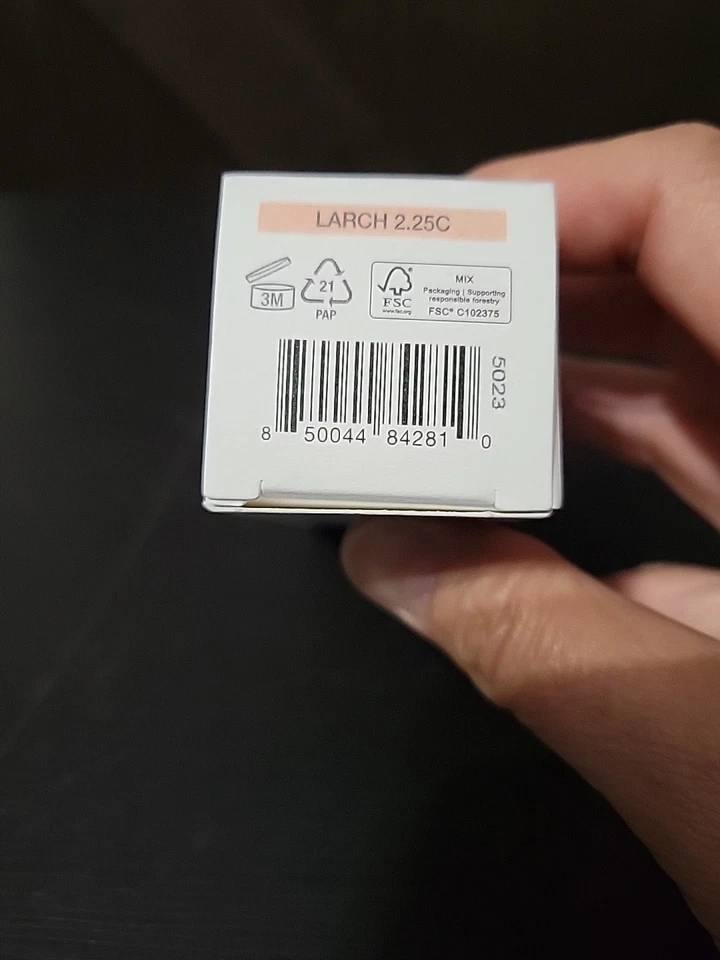 LARCH 2.25C
3M
21
PAP
FSC®
www.fsc.org
MIX
Packaging | Supporting
responsible forestry
FSC® C102375
5023
8 50044 84281 0